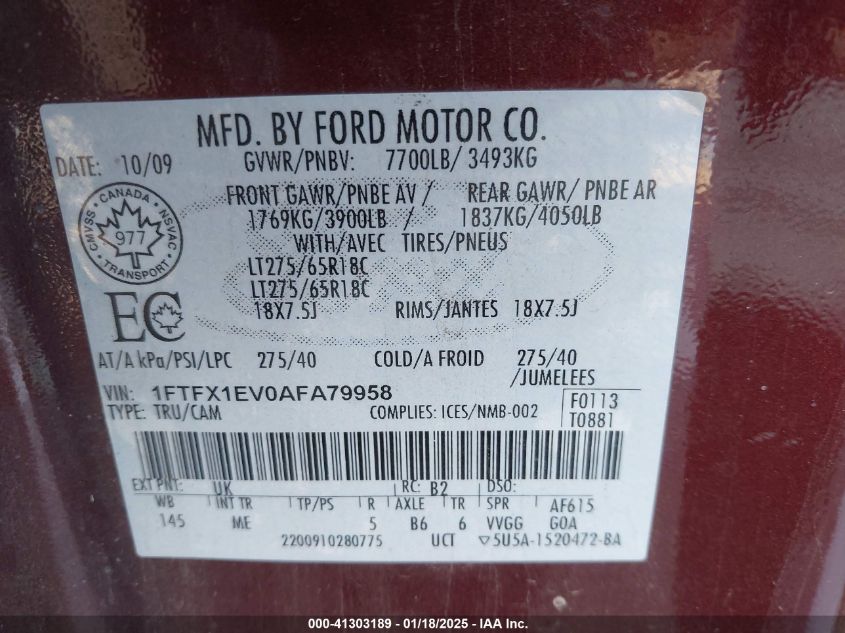 MFD. BY FORD MOTOR CO.
DATE: 10/09 GVWR/PNBV: 7700LB/ 3493KG
FRONT GAWR/PNBE AV / REAR GAWR/ PNBE AR
1769KG/3900LB / 1837KG/4050LB
WITH/AVEC TIRES/PNEUS
CANADA
CMVSS NSVAC
977
TRANSPORT
LT275/65R18C
LT275/65R18C
EC
18X7.5J RIMS/JANTES 18X7.5J
AT/A kPa/PSI/LPC 275/40 COLD/A FROID 275/40
/JUMELEES
VIN: 1FTFX1EV0AFA79958
TYPE: TRU/CAM COMPLIES: ICES/NMB-002
F0113
T0881
EXT PNT: UK RC: B2 DSO:
WB INT TR TP/PS R AXLE TR SPR AF615
145 ME 5 B6 6 VVGG GOA
2200910280775 UCT ▽5U5A-1520472-BA
000-41303189 - 01/18/2025 - IAA Inc.